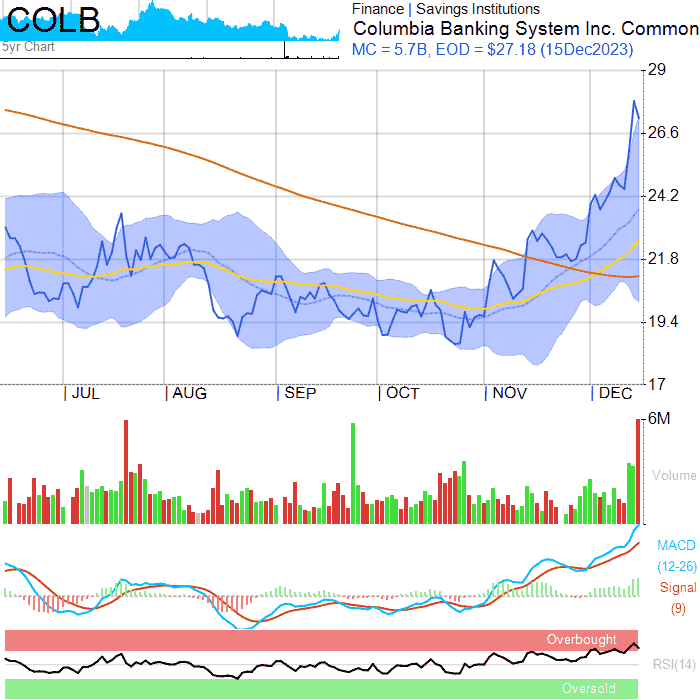 COLB
5yr Chart
Finance | Savings Institutions
Columbia Banking System Inc. Common
MC = 5.7B, EOD = $27.18 (15Dec2023)
29
26.6
24.2
21.8
19.4
17
| JUL
| AUG
| SEP
| OCT
| NOV
| DEC
6M
Volume
MACD
(12-26)
Signal
(9)
Overbought
RSI(14)
Oversold